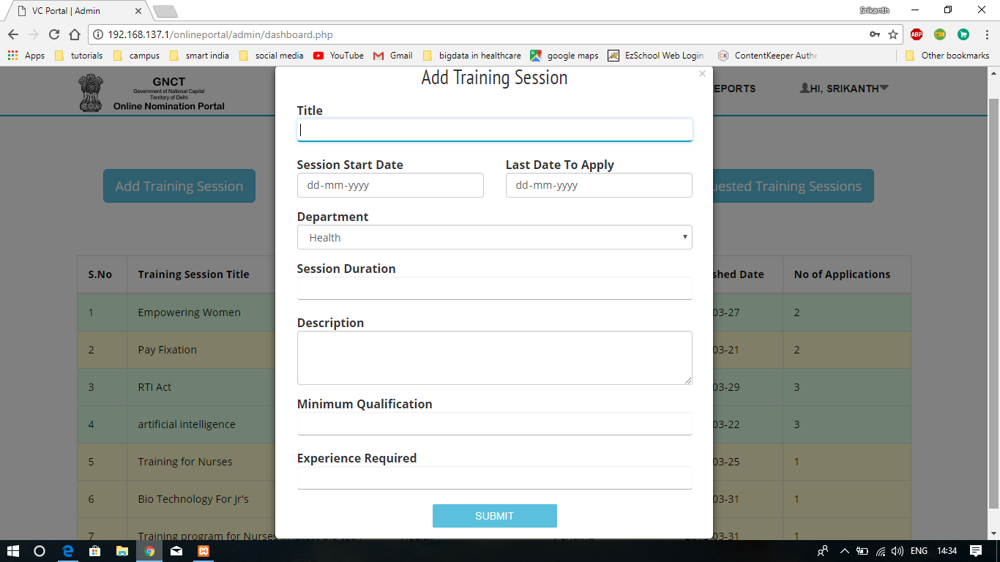 VC Portal | Admin
Srikanth
192.168.137.1/onlineportal/admin/dashboard.php
ABP
Apps tutorials campus smart india social media YouTube Gmail bigdata in healthcare google maps EzSchool Web Login CK ContentKeeper Authe Other bookmarks
GNCT
Government of National Capital
Territory of Delhi
Online Nomination Portal
EPORTS
HI, SRIKANTH
Add Training Session
×
Title
Session Start Date Last Date To Apply
dd-mm-yyyy dd-mm-yyyy
Department
Health
Session Duration
Description
Minimum Qualification
Experience Required
SUBMIT
Add Training Session
uested Training Sessions
S.No Training Session Title shed Date No of Applications
1 Empowering Women 03-27 2
2 Pay Fixation 03-21 2
3 RTI Act 03-29 3
4 artificial intelligence 03-22 3
5 Training for Nurses 03-25 1
6 Bio Technology For Jr's 03-31 1
7 Training program for Nurses 03-31 1
ENG 14:34